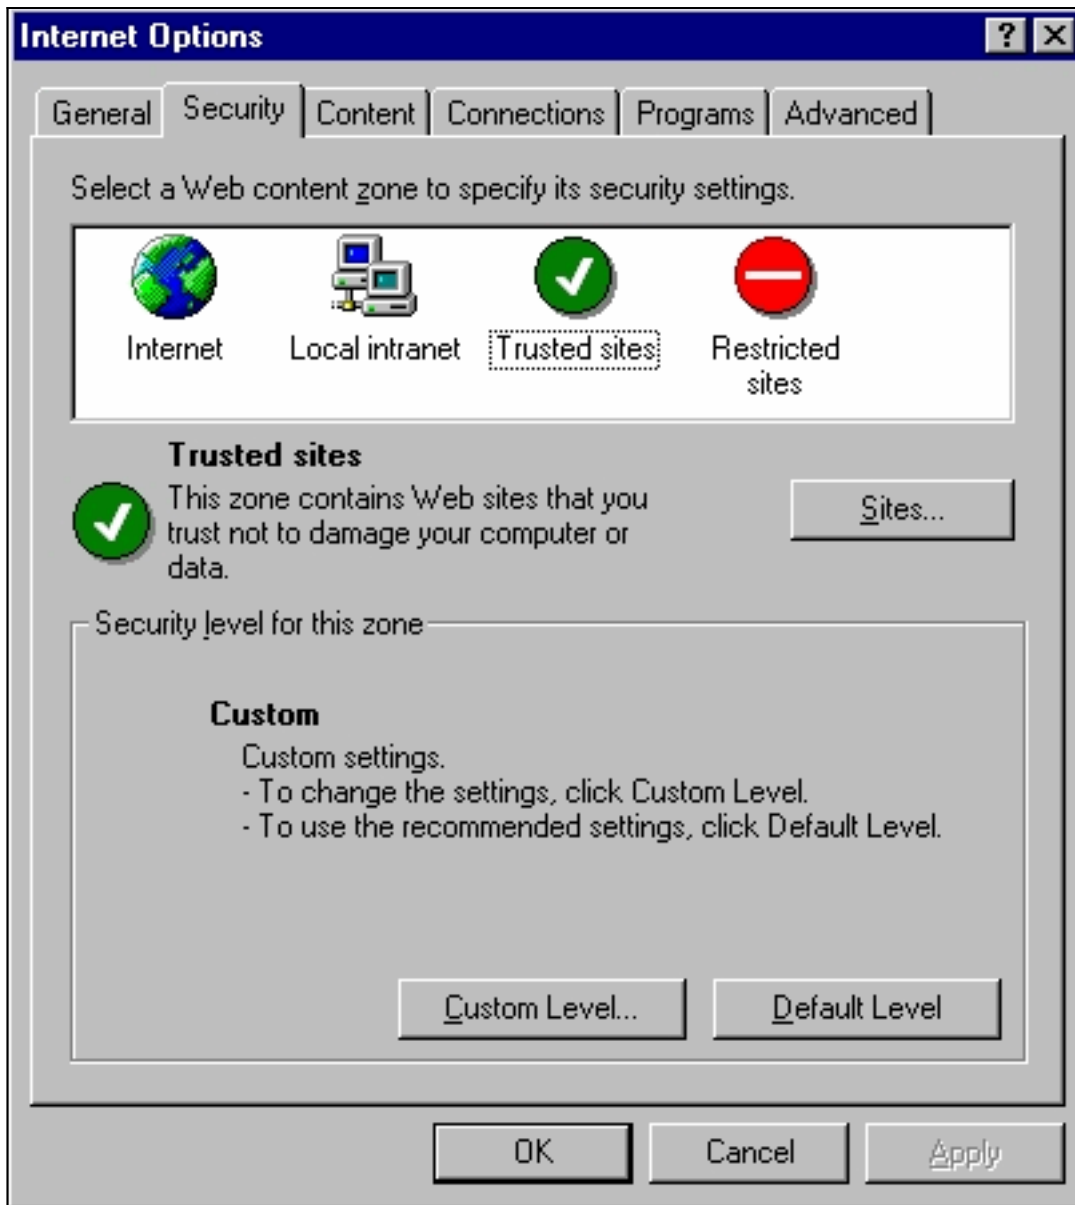 Internet Options
General Security Content Connections Programs Advanced
Select a Web content zone to specify its security settings.
Internet Local intranet Trusted sites Restricted
sites
Trusted sites
This zone contains Web sites that you
trust not to damage your computer or
data.
Sites...
Security level for this zone
Custom
Custom settings.
- To change the settings, click Custom Level.
- To use the recommended settings, click Default Level.
Custom Level... Default Level
OK Cancel Apply